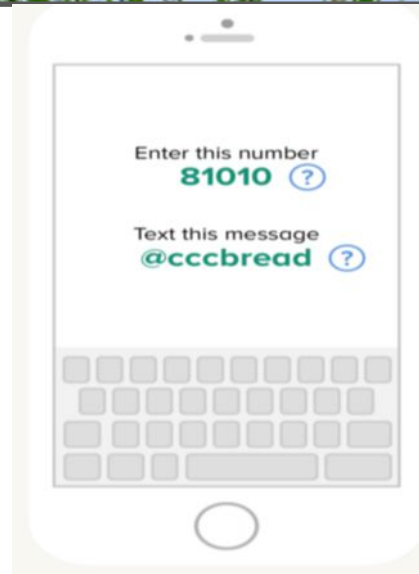 Enter this number
81010 ?
Text this message
@cccbread ?